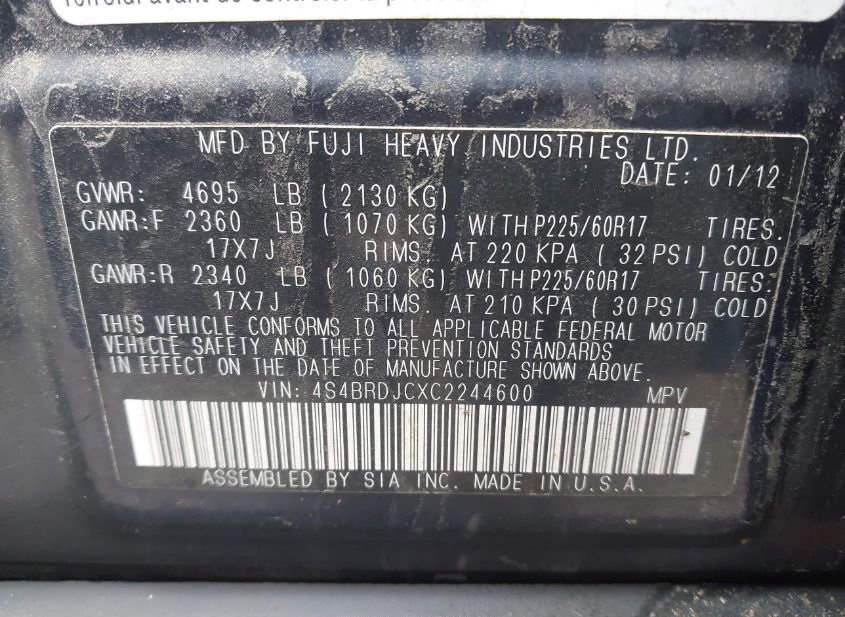 MFD BY FUJI HEAVY INDUSTRIES LTD.
DATE: 01/12
GVWR: 4695 LB ( 2130 KG)
GAWR:F 2360 LB ( 1070 KG) WITH P225/60R17 TIRES.
17X7J RIMS. AT 220 KPA ( 32 PSI) COLD
GAWR:R 2340 LB ( 1060 KG) WITH P225/60R17 TIRES:
17X7J RIMS. AT 210 KPA ( 30 PSI) COLD
THIS VEHICLE CONFORMS TO ALL APPLICABLE FEDERAL MOTOR
VEHICLE SAFETY AND THEFT PREVENTION STANDARDS
IN EFFECT ON THE DATE OF MANUFACTURE SHOWN ABOVE.
VIN: 4S4BRDJCXC2244600 MPV
ASSEMBLED BY SIA INC. MADE IN U.S.A.